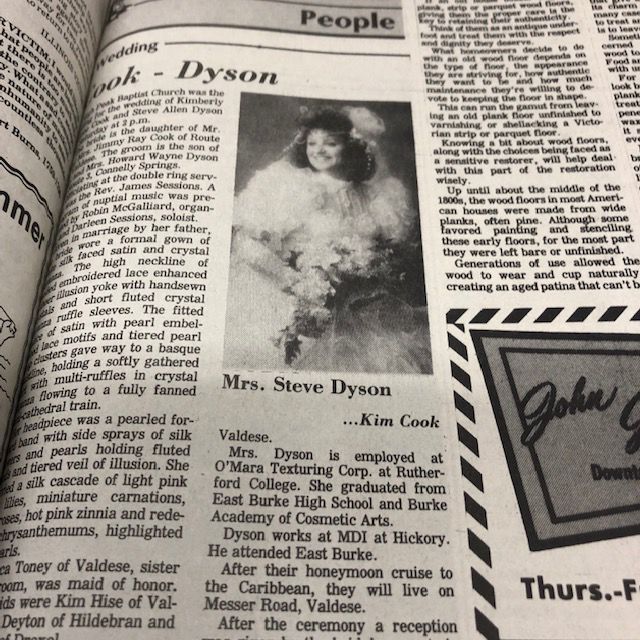 People
VICTIM
ILLINOIS
Wedding
- Dyson
Peak Baptist Church was the
the wedding of Kimberly
and Steve Allen Dyson
at 2 p.m.
is the daughter of Mr.
Jimmy Ray Cook of Route
the groom is the son of
Mrs. Howard Wayne Dyson
3, Connelly Springs.
at the double ring serv-
Rev. James Sessions. A
of nuptial music was pre-
by Robin McGalliard, organ-
Darleen Sessions, soloist.
in marriage by her father,
wore a formal gown of
silk faced satin and crystal
The high neckline of
embroidered lace enhanced
illusion yoke with handsewn
and short fluted crystal
ruffle sleeves. The fitted
of satin with pearl embel-
lace motifs and tiered pearl
clusters gave way to a basque
holding a softly gathered
with multi-ruffles in crystal
flowing to a fully fanned
cathedral train.
headpiece was a pearled for-
band with side sprays of silk
and pearls holding fluted
and tiered veil of illusion. She
a silk cascade of light pink
lilies, miniature carnations,
roses, hot pink zinnia and rede-
chrysanthemums, highlighted
Toney of Valdese, sister
was maid of honor.
were Kim Hise of Val-
Deyton of Hildebran and
Mrs. Steve Dyson
...Kim Cook
Valdese.
Mrs. Dyson is employed at
O'Mara Texturing Corp. at Ruther-
ford College. She graduated from
East Burke High School and Burke
Academy of Cosmetic Arts.
Dyson works at MDI at Hickory.
He attended East Burke.
After their honeymoon cruise to
the Caribbean, they will live on
Messer Road, Valdese.
After the ceremony a reception
plank, strip or parquet wood floors,
giving them the proper care is the
key to retaining their authenticity.
Think of them as an antique under-
foot and treat them with the respect
and dignity they deserve.
What homeowners decide to do
with an old wood floor depends on
the type of floor, the appearance
they are striving for, how authentic
they want to be and how much
maintenance they're willing to de-
vote to keeping the floor in shape.
This can run the gamut from leav-
ing an old plank floor unfinished to
varnishing or shellacking a Victo-
rian strip or parquet floor.
Knowing a bit about wood floors,
along with the choices being faced as
a sensitive restorer, will help deal
with this part of the restoration
wisely.
Up until about the middle of the
1800s, the wood floors in most Ameri-
can houses were made from wide
planks, often pine. Although some
favored painting and stenciling
these early floors, for the most part
they were left bare or unfinished.
Generations of use allowed the
wood to wear and cup naturally
creating an aged patina that can't b
John
Down
Thurs.-F